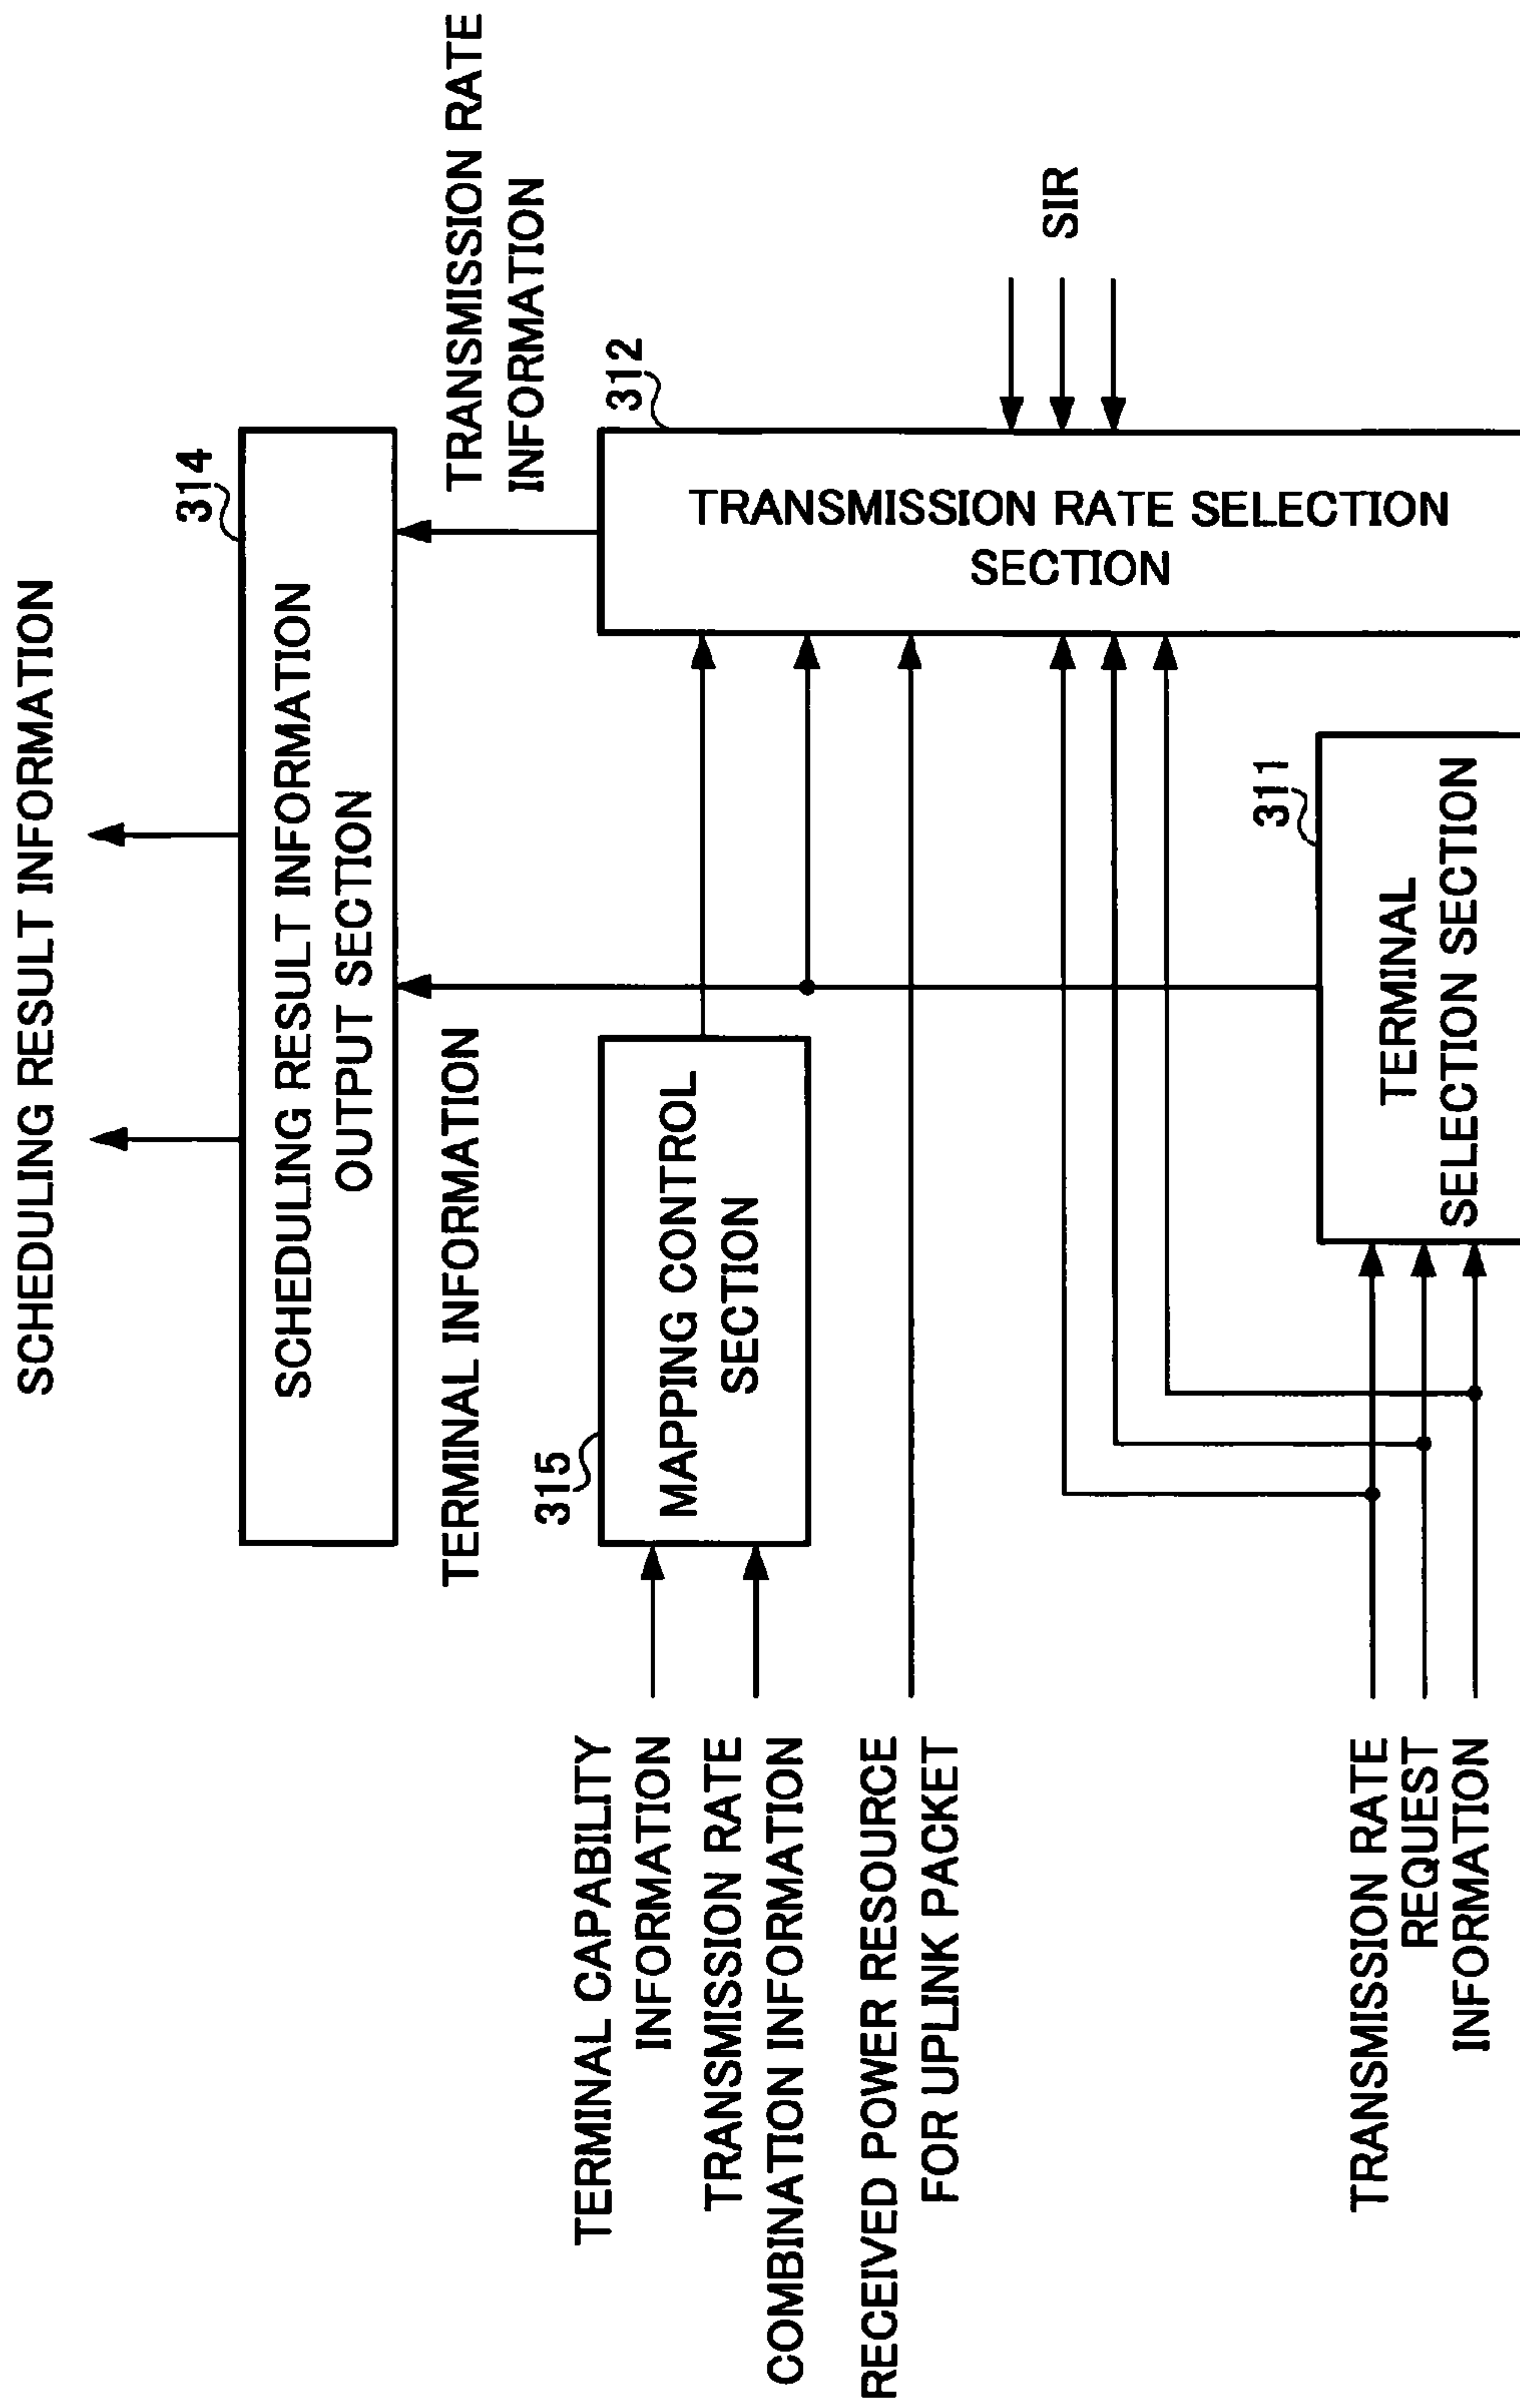 SCHEDULING RESULT INFORMATION
314
SCHEDULING RESULT INFORMATION
OUTPUT SECTION
TERMINAL INFORMATION
TRANSMISSION RATE
INFORMATION
315
MAPPING CONTROL
SECTION
312
TRANSMISSION RATE SELECTION
SECTION
SIR
TERMINAL CAPABILITY
INFORMATION
TRANSMISSION RATE
COMBINATION INFORMATION
RECEIVED POWER RESOURCE
FOR UPLINK PACKET
311
TERMINAL
SELECTION SECTION
TRANSMISSION RATE
REQUEST
INFORMATION